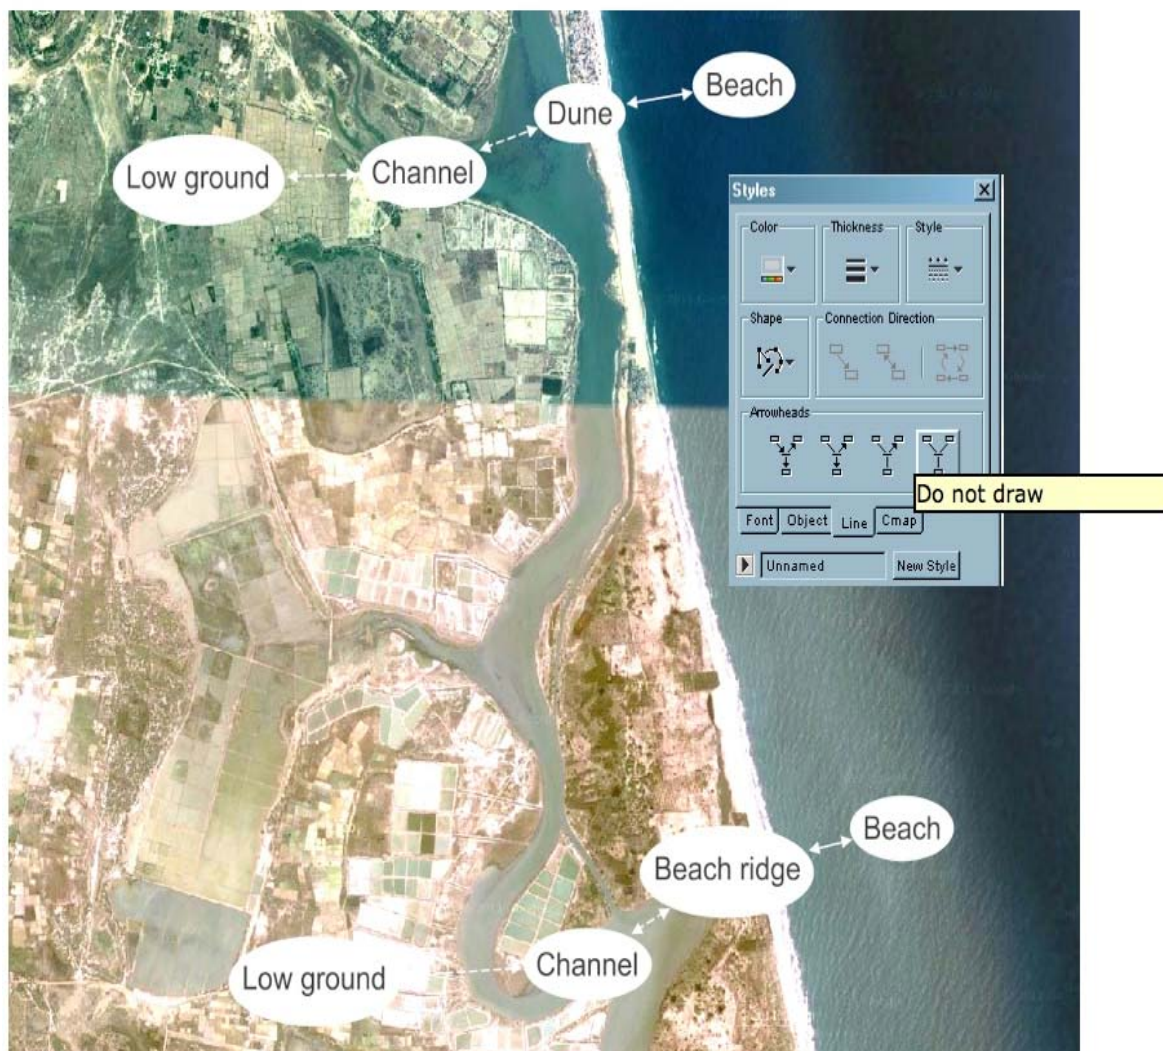 Beach
Dune
Channel
Low ground
Styles
Color
Thickness
Style
Shape
Connection Direction
Arrowheads
Do not draw
Font Object Line Cmap
Unnamed
New Style
Beach
Beach ridge
Channel
Low ground